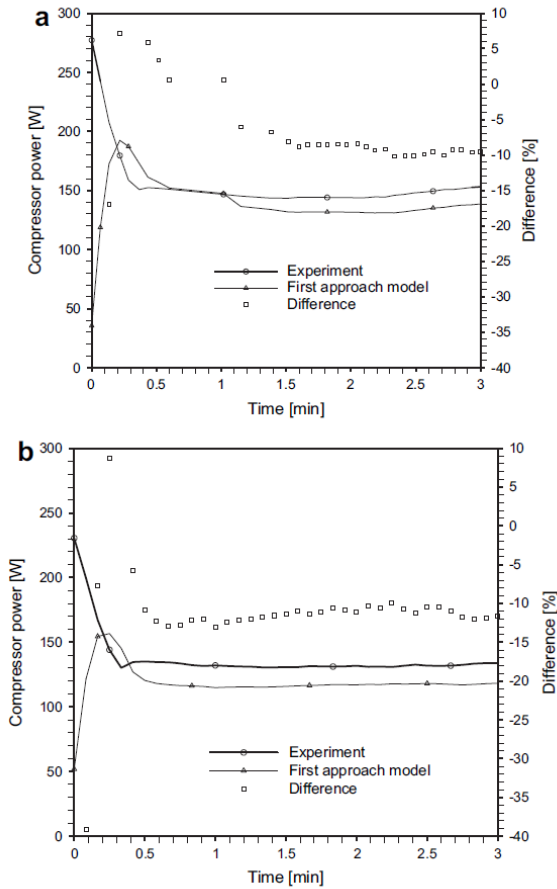 a
300
250
200
150
100
50
0
Compressor power [W]
10
5
0
-5
-10
-15
-20
-25
-30
-35
-40
Difference [%]
Experiment
First approach model
Difference
0 0.5 1 1.5 2 2.5 3
Time [min]
b
300
250
200
150
100
50
0
Compressor power [W]
10
5
0
-5
-10
-15
-20
-25
-30
-35
-40
Difference [%]
Experiment
First approach model
Difference
0 0.5 1 1.5 2 2.5 3
Time [min]